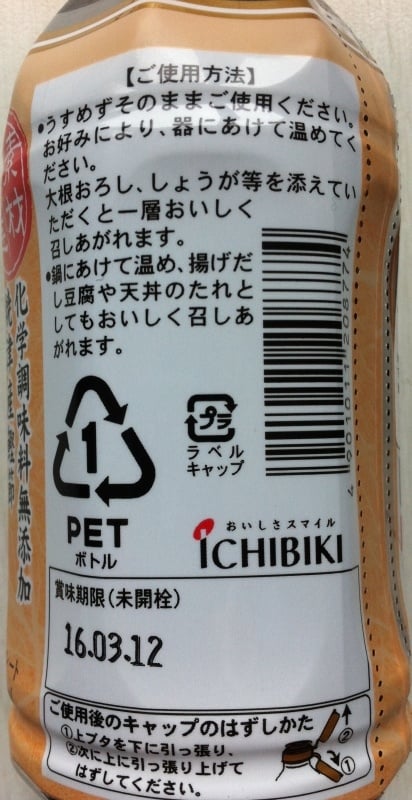 【ご使用方法】
•うすめずそのままご使用ください。
お好みにより、器にあけて温めてく
ださい。
大根おろし、しょうが等を添えてい
ただくと一層おいしく
召しあがれます。
•鍋にあけて温め、揚げだ
し豆腐や天丼のたれと
してもおいしく召しあ
がれます。
素材
化学調味料無添加
1
PET
ボトル
プラ
ラベル
キャップ
おいしさスマイル
ICHIBIKI
賞味期限(未開栓)
16.03.12
ご使用後のキャップのはずしかた
①上ブタを下に引っ張り、
②次に上に引っ張り上げて
はずしてください。
②
①